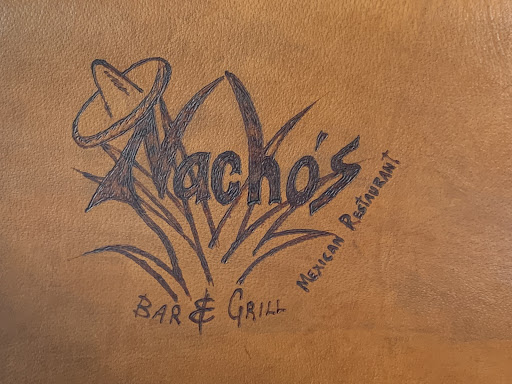 Nacho's
Mexican Restaurant
Bar & Grill